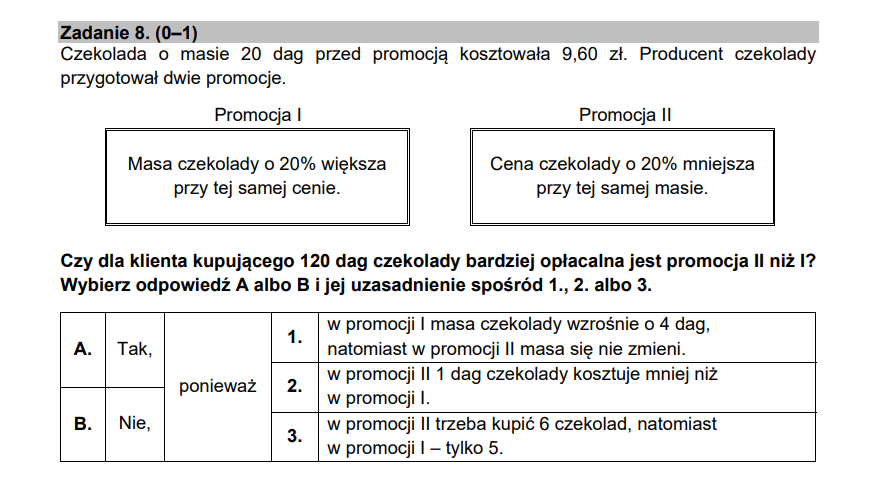 Zadanie 8. (0–1)
Czekolada o masie 20 dag przed promocją kosztowała 9,60 zł. Producent czekolady
przygotował dwie promocje.
Promocja I
Promocja II
Masa czekolady o 20% większa
przy tej samej cenie.
Cena czekolady o 20% mniejsza
przy tej samej masie.
Czy dla klienta kupującego 120 dag czekolady bardziej opłacalna jest promocja II niż I?
Wybierz odpowiedź A albo B i jej uzasadnienie spośród 1., 2. albo 3.
A.
Tak,
B.
Nie,
ponieważ
1.
w promocji I masa czekolady wzrośnie o 4 dag,
natomiast w promocji II masa się nie zmieni.
2.
w promocji II 1 dag czekolady kosztuje mniej niż
w promocji I.
3.
w promocji II trzeba kupić 6 czekolad, natomiast
w promocji I – tylko 5.